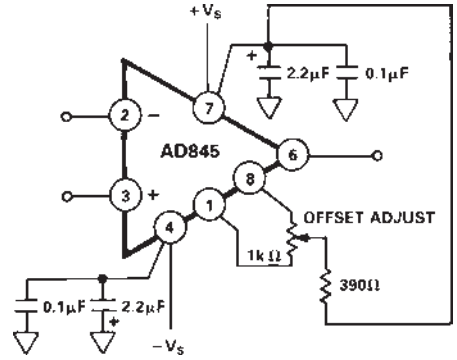 +VS
+
2.2µF
0.1µF
7
2
–
AD845
6
3
+
8
1
4
OFFSET ADJUST
1kΩ
390Ω
0.1µF
2.2µF
+
–VS